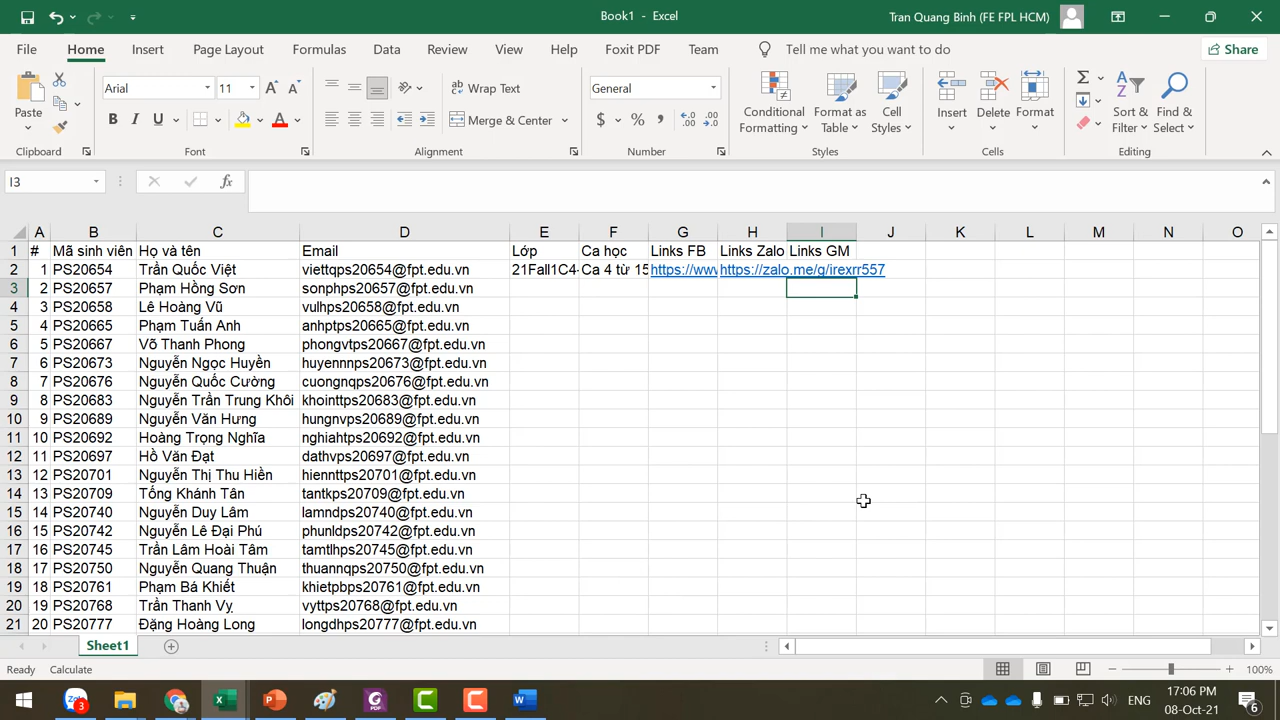 Book1 - Excel
Tran Quang Binh (FE FPL HCM)
File Home Insert Page Layout Formulas Data Review View Help Foxit PDF Team Tell me what you want to do Share
Paste
Clipboard
Arial 11
B I U
Font
Wrap Text
Merge & Center
Alignment
General
$ %
Number
Conditional Formatting
Format as Table
Cell Styles
Styles
Insert
Delete
Format
Cells
Sort & Filter
Find & Select
Editing
I3 fx
A B C D E F G H I J K L M N O
1 # Mã sinh viên Họ và tên Email Lớp Ca học Links FB Links Zalo Links GM
2 1 PS20654 Trần Quốc Việt viettqps20654@fpt.edu.vn 21Fall1C4- Ca 4 từ 15 https://www https://zalo.me/g/irexrr557
3 2 PS20657 Phạm Hồng Sơn sonphps20657@fpt.edu.vn
4 3 PS20658 Lê Hoàng Vũ vulhps20658@fpt.edu.vn
5 4 PS20665 Phạm Tuấn Anh anhptps20665@fpt.edu.vn
6 5 PS20667 Võ Thanh Phong phongvtps20667@fpt.edu.vn
7 6 PS20673 Nguyễn Ngọc Huyền huyennnps20673@fpt.edu.vn
8 7 PS20676 Nguyễn Quốc Cường cuongnqps20676@fpt.edu.vn
9 8 PS20683 Nguyễn Trần Trung Khôi khointtps20683@fpt.edu.vn
10 9 PS20689 Nguyễn Văn Hưng hungnvps20689@fpt.edu.vn
11 10 PS20692 Hoàng Trọng Nghĩa nghiahtps20692@fpt.edu.vn
12 11 PS20697 Hồ Văn Đạt dathvps20697@fpt.edu.vn
13 12 PS20701 Nguyễn Thị Thu Hiền hiennttps20701@fpt.edu.vn
14 13 PS20709 Tống Khánh Tân tantkps20709@fpt.edu.vn
15 14 PS20740 Nguyễn Duy Lâm lamndps20740@fpt.edu.vn
16 15 PS20742 Nguyễn Lê Đại Phú phunldps20742@fpt.edu.vn
17 16 PS20745 Trần Lâm Hoài Tâm tamtlhps20745@fpt.edu.vn
18 17 PS20750 Nguyễn Quang Thuận thuannqps20750@fpt.edu.vn
19 18 PS20761 Phạm Bá Khiết khietpbps20761@fpt.edu.vn
20 19 PS20768 Trần Thanh Vỵ vyttps20768@fpt.edu.vn
21 20 PS20777 Đặng Hoàng Long longdhps20777@fpt.edu.vn
Sheet1
Ready Calculate 100%
Zalo 3 ENG 17:06 PM
08-Oct-21 6